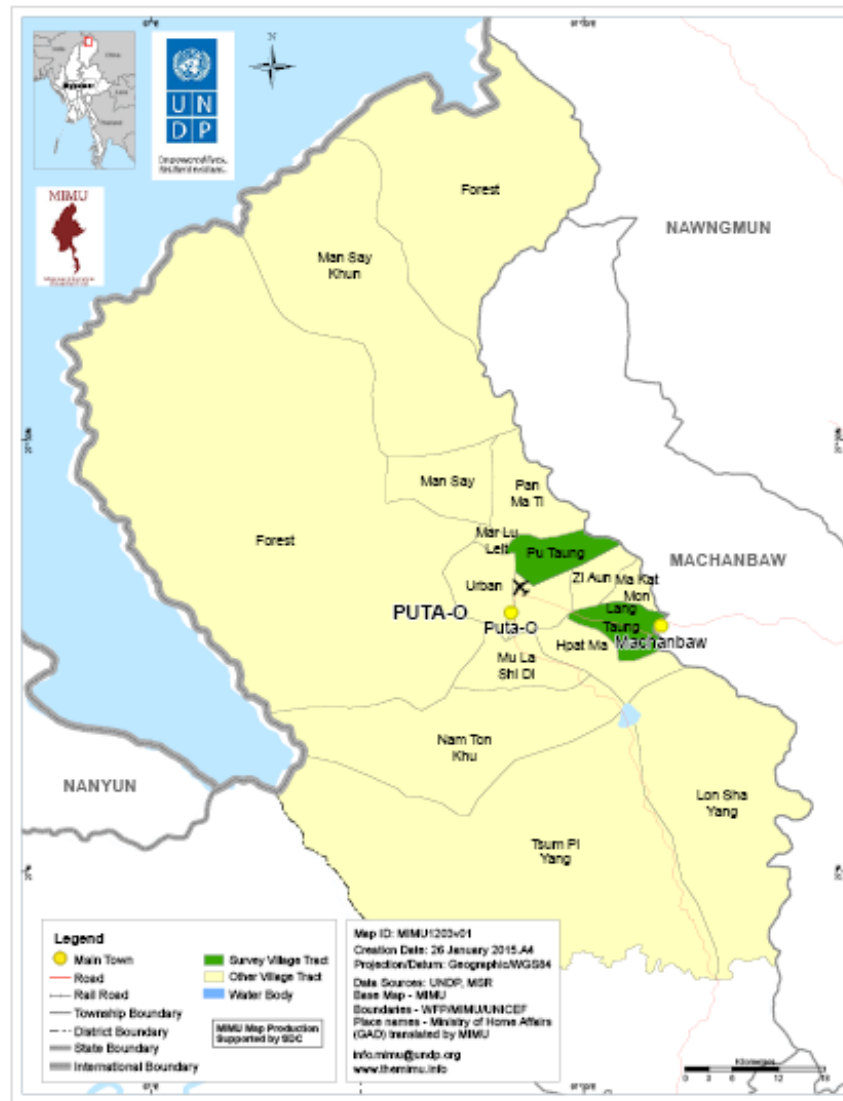 N
U N
D P
MIMU
Forest
NAWNGMUN
Man Say
Khun
Man Say
Pan
Ma Ti
Mar Lu
Leit
Forest
Pu Taung
MACHANBAW
Urban
Zi Aun
Ma Kat
Mon
PUTA-O
Lang
Taung
Puta-O
Machanbaw
Hpat Ma
Mu La
Shi Di
Nam Ton
Khu
NANYUN
Lon Sha
Yang
Tsum Pi
Yang
Legend
Main Town
Road
Rail Road
Township Boundary
District Boundary
State Boundary
International Boundary
Survey Village Tract
Other Village Tract
Water Body
MIMU Map Production
Supported by SDC
Map ID: MIMU1203v01
Creation Date: 26 January 2015.A4
Projection/Datum: Geographic/WGS84
Data Sources: UNDP, MSR
Base Map - MIMU
Boundaries - WFP/MIMU/UNICEF
Place names - Ministry of Home Affairs
(GAD) translated by MIMU
info.mimu@undp.org
www.themimu.info
Kilometers
0 3 6 12 18